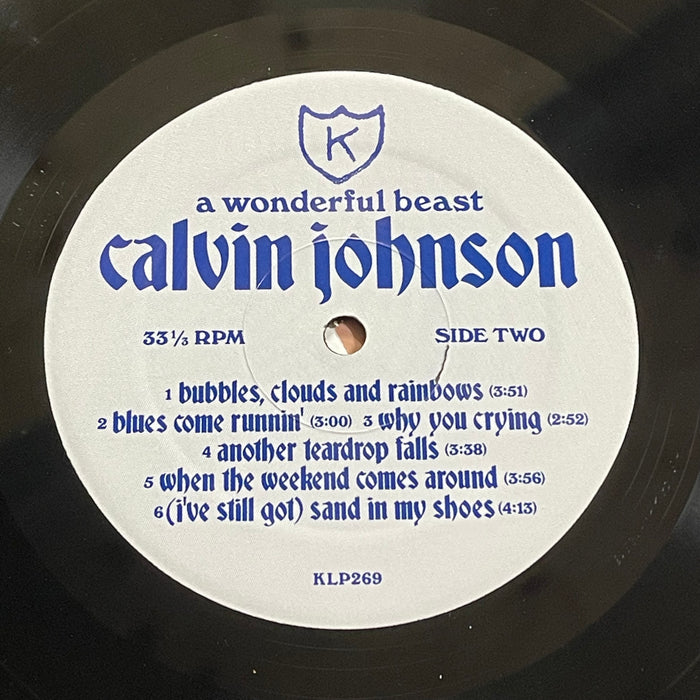 K
a wonderful beast
calvin johnson
33⅓ RPM
SIDE TWO
1 bubbles, clouds and rainbows (3:51)
2 blues come runnin' (3:00) 3 why you crying (2:52)
4 another teardrop falls (3:38)
5 when the weekend comes around (3:56)
6 (i've still got) sand in my shoes (4:13)
KLP269